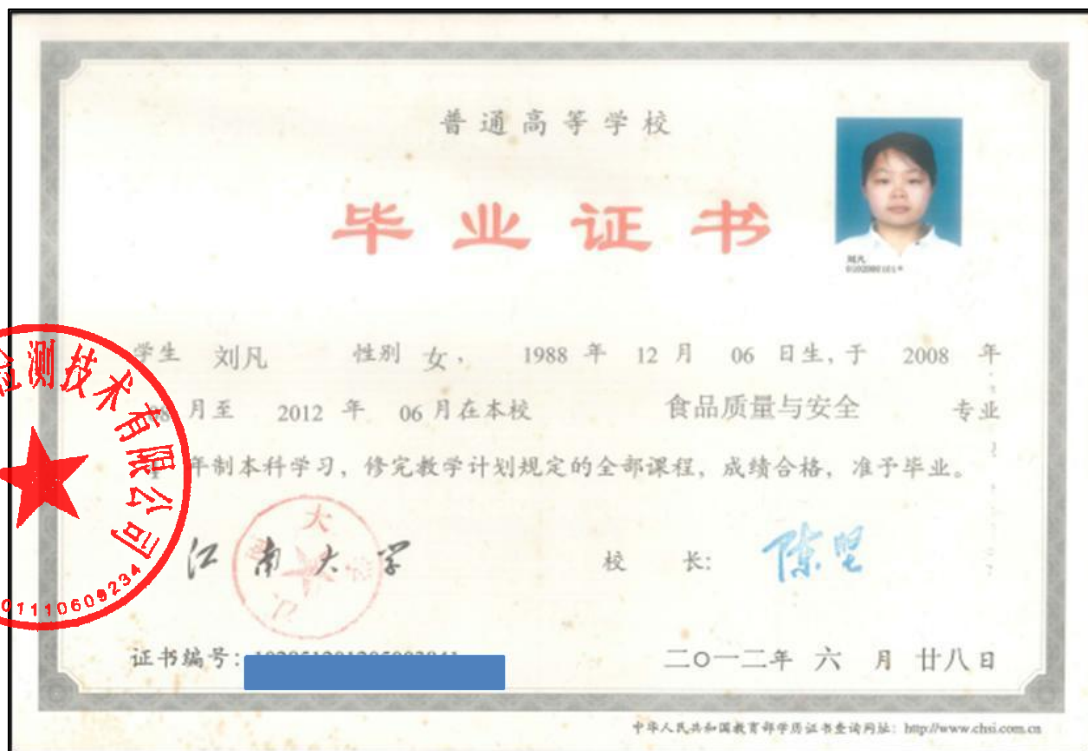 普通高等学校
毕业证书
刘凡
学生 刘凡 性别 女， 1988 年 12 月 06 日生，于 2008 年
月至 2012 年 06 月在本校 食品质量与安全 专业
年制本科学习，修完教学计划规定的全部课程，成绩合格，准予毕业。
江南大学 校 长： 陈坚
证书编号：
二〇一二年 六 月 廿八日
中华人民共和国教育部学历证书查询网址：http://www.chsi.com.cn
检测技术有限公司
01110609234